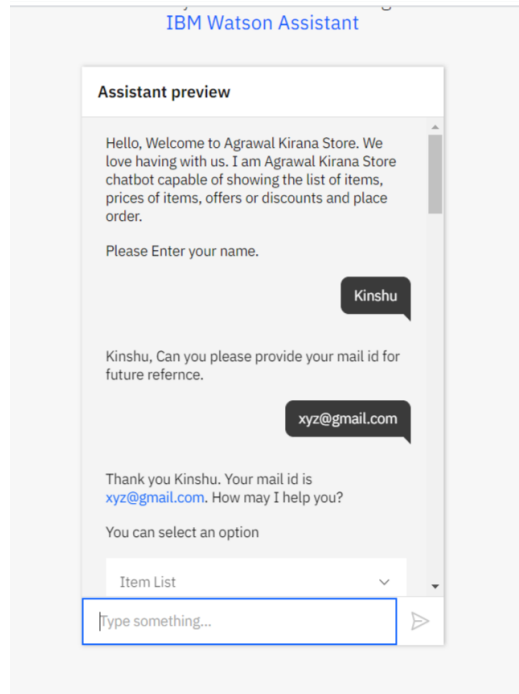 IBM Watson Assistant
Assistant preview
Hello, Welcome to Agrawal Kirana Store. We
love having with us. I am Agrawal Kirana Store
chatbot capable of showing the list of items,
prices of items, offers or discounts and place
order.
Please Enter your name.
Kinshu
Kinshu, Can you please provide your mail id for
future refernce.
xyz@gmail.com
Thank you Kinshu. Your mail id is
xyz@gmail.com. How may I help you?
You can select an option
Item List
Type something...